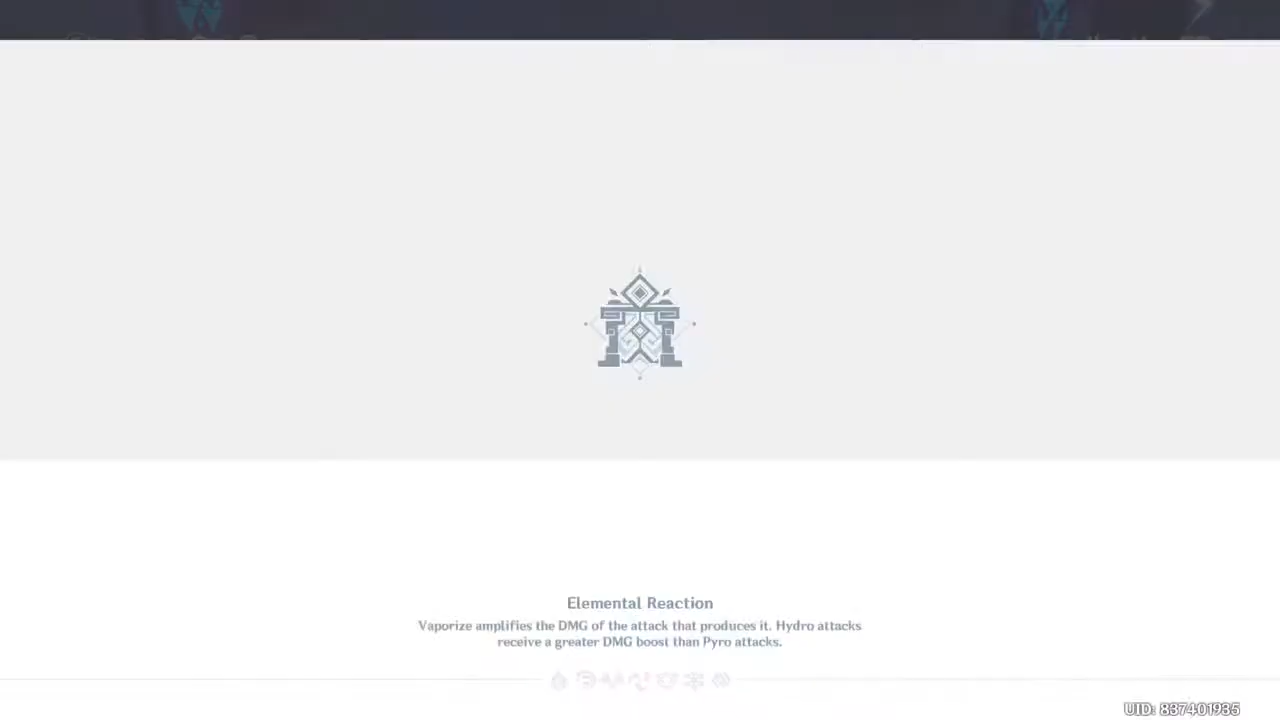 Elemental Reaction
Vaporize amplifies the DMG of the attack that produces it. Hydro attacks
receive a greater DMG boost than Pyro attacks.
UID: 837401935